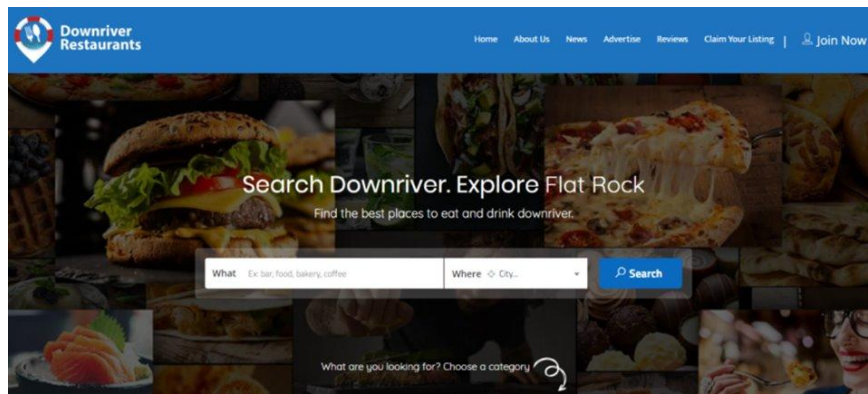 Downriver
Restaurants
Home About Us News Advertise Reviews Claim Your Listing | Join Now
Search Downriver. Explore Flat Rock
Find the best places to eat and drink downriver.
What Ex: bar, food, bakery, coffee Where City... Search
What are you looking for? Choose a category